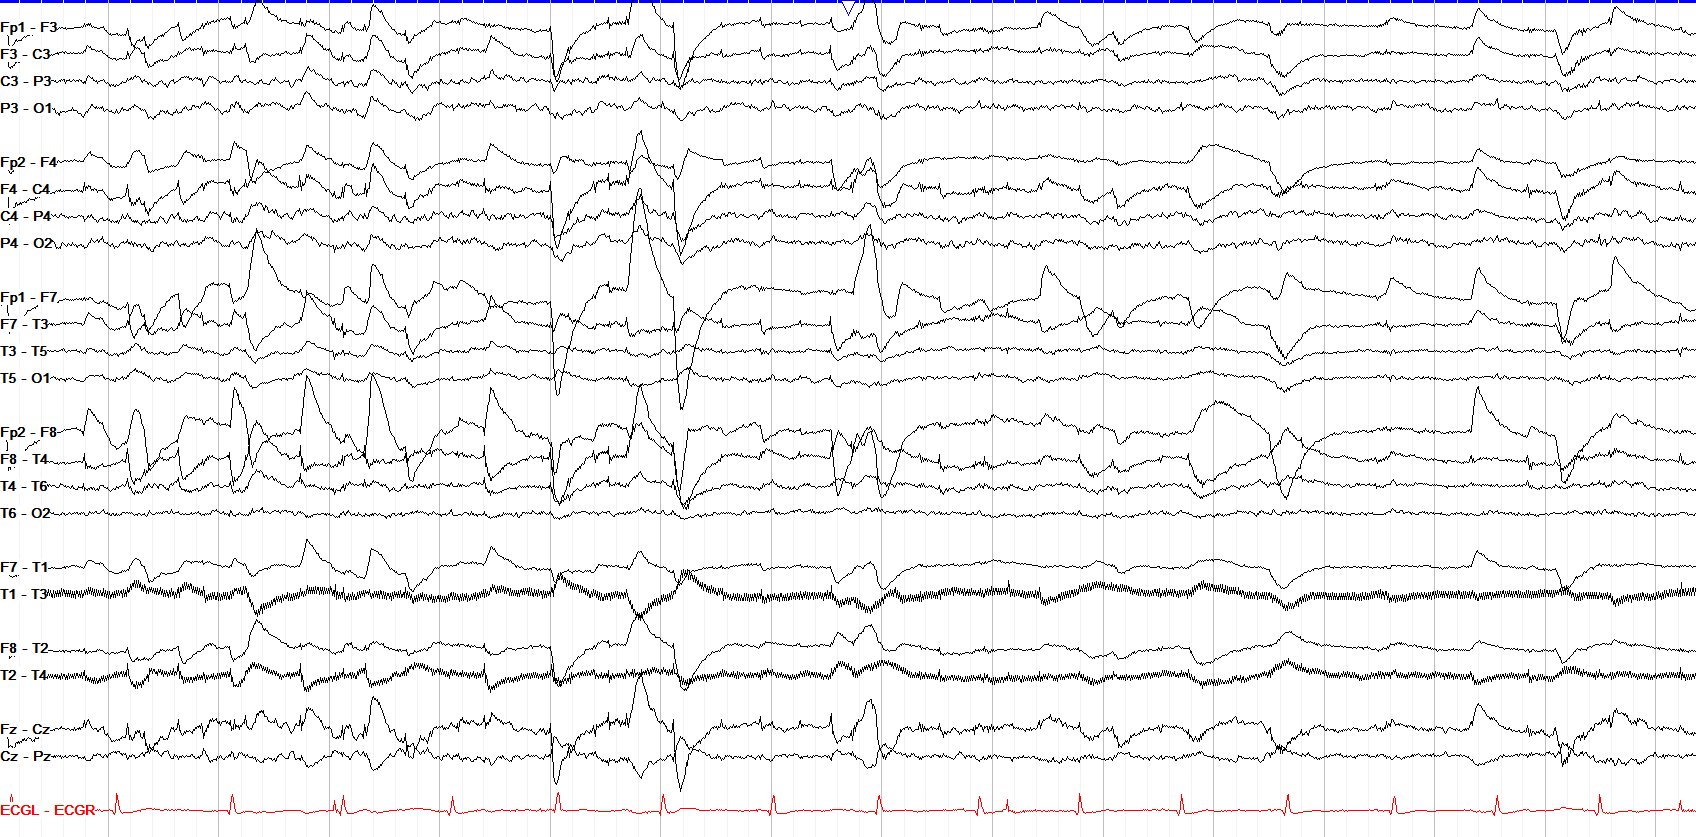 Fp1 - F3
F3 - C3
C3 - P3
P3 - O1
Fp2 - F4
F4 - C4
C4 - P4
P4 - O2
Fp1 - F7
F7 - T3
T3 - T5
T5 - O1
Fp2 - F8
F8 - T4
T4 - T6
T6 - O2
F7 - T1
T1 - T3
F8 - T2
T2 - T4
Fz - Cz
Cz - Pz
ECGL - ECGR